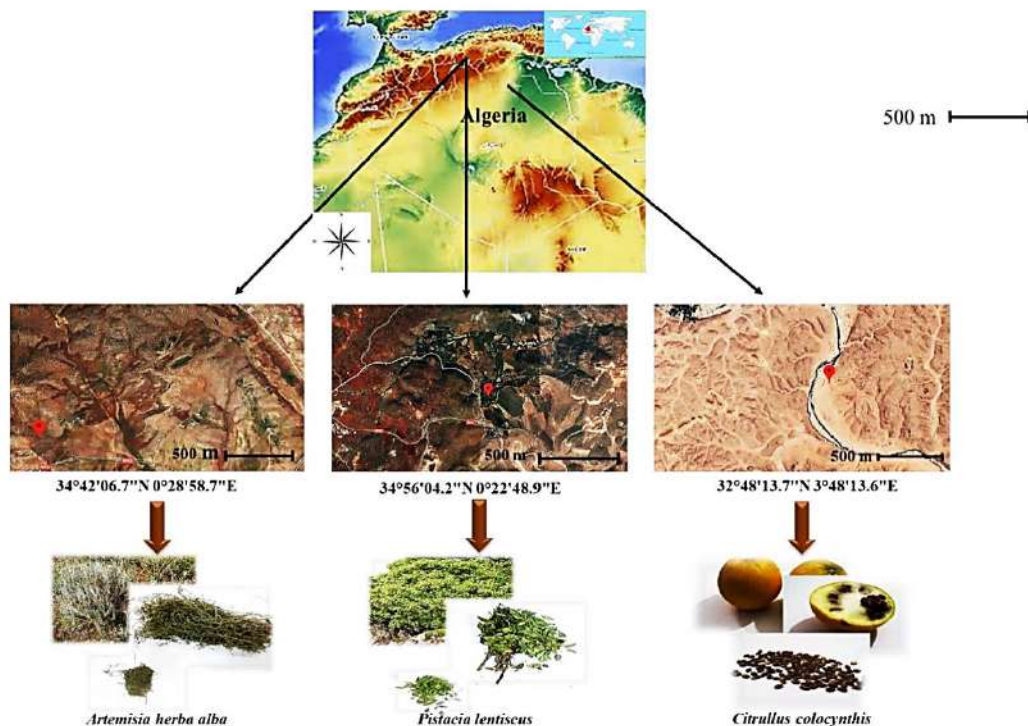 Algeria
500 m
500 m
500 m
500 m
34°42'06.7"N 0°28'58.7"E
34°56'04.2"N 0°22'48.9"E
32°48'13.7"N 3°48'13.6"E
Artemisia herba alba
Pistacia lentiscus
Citrullus colocynthis